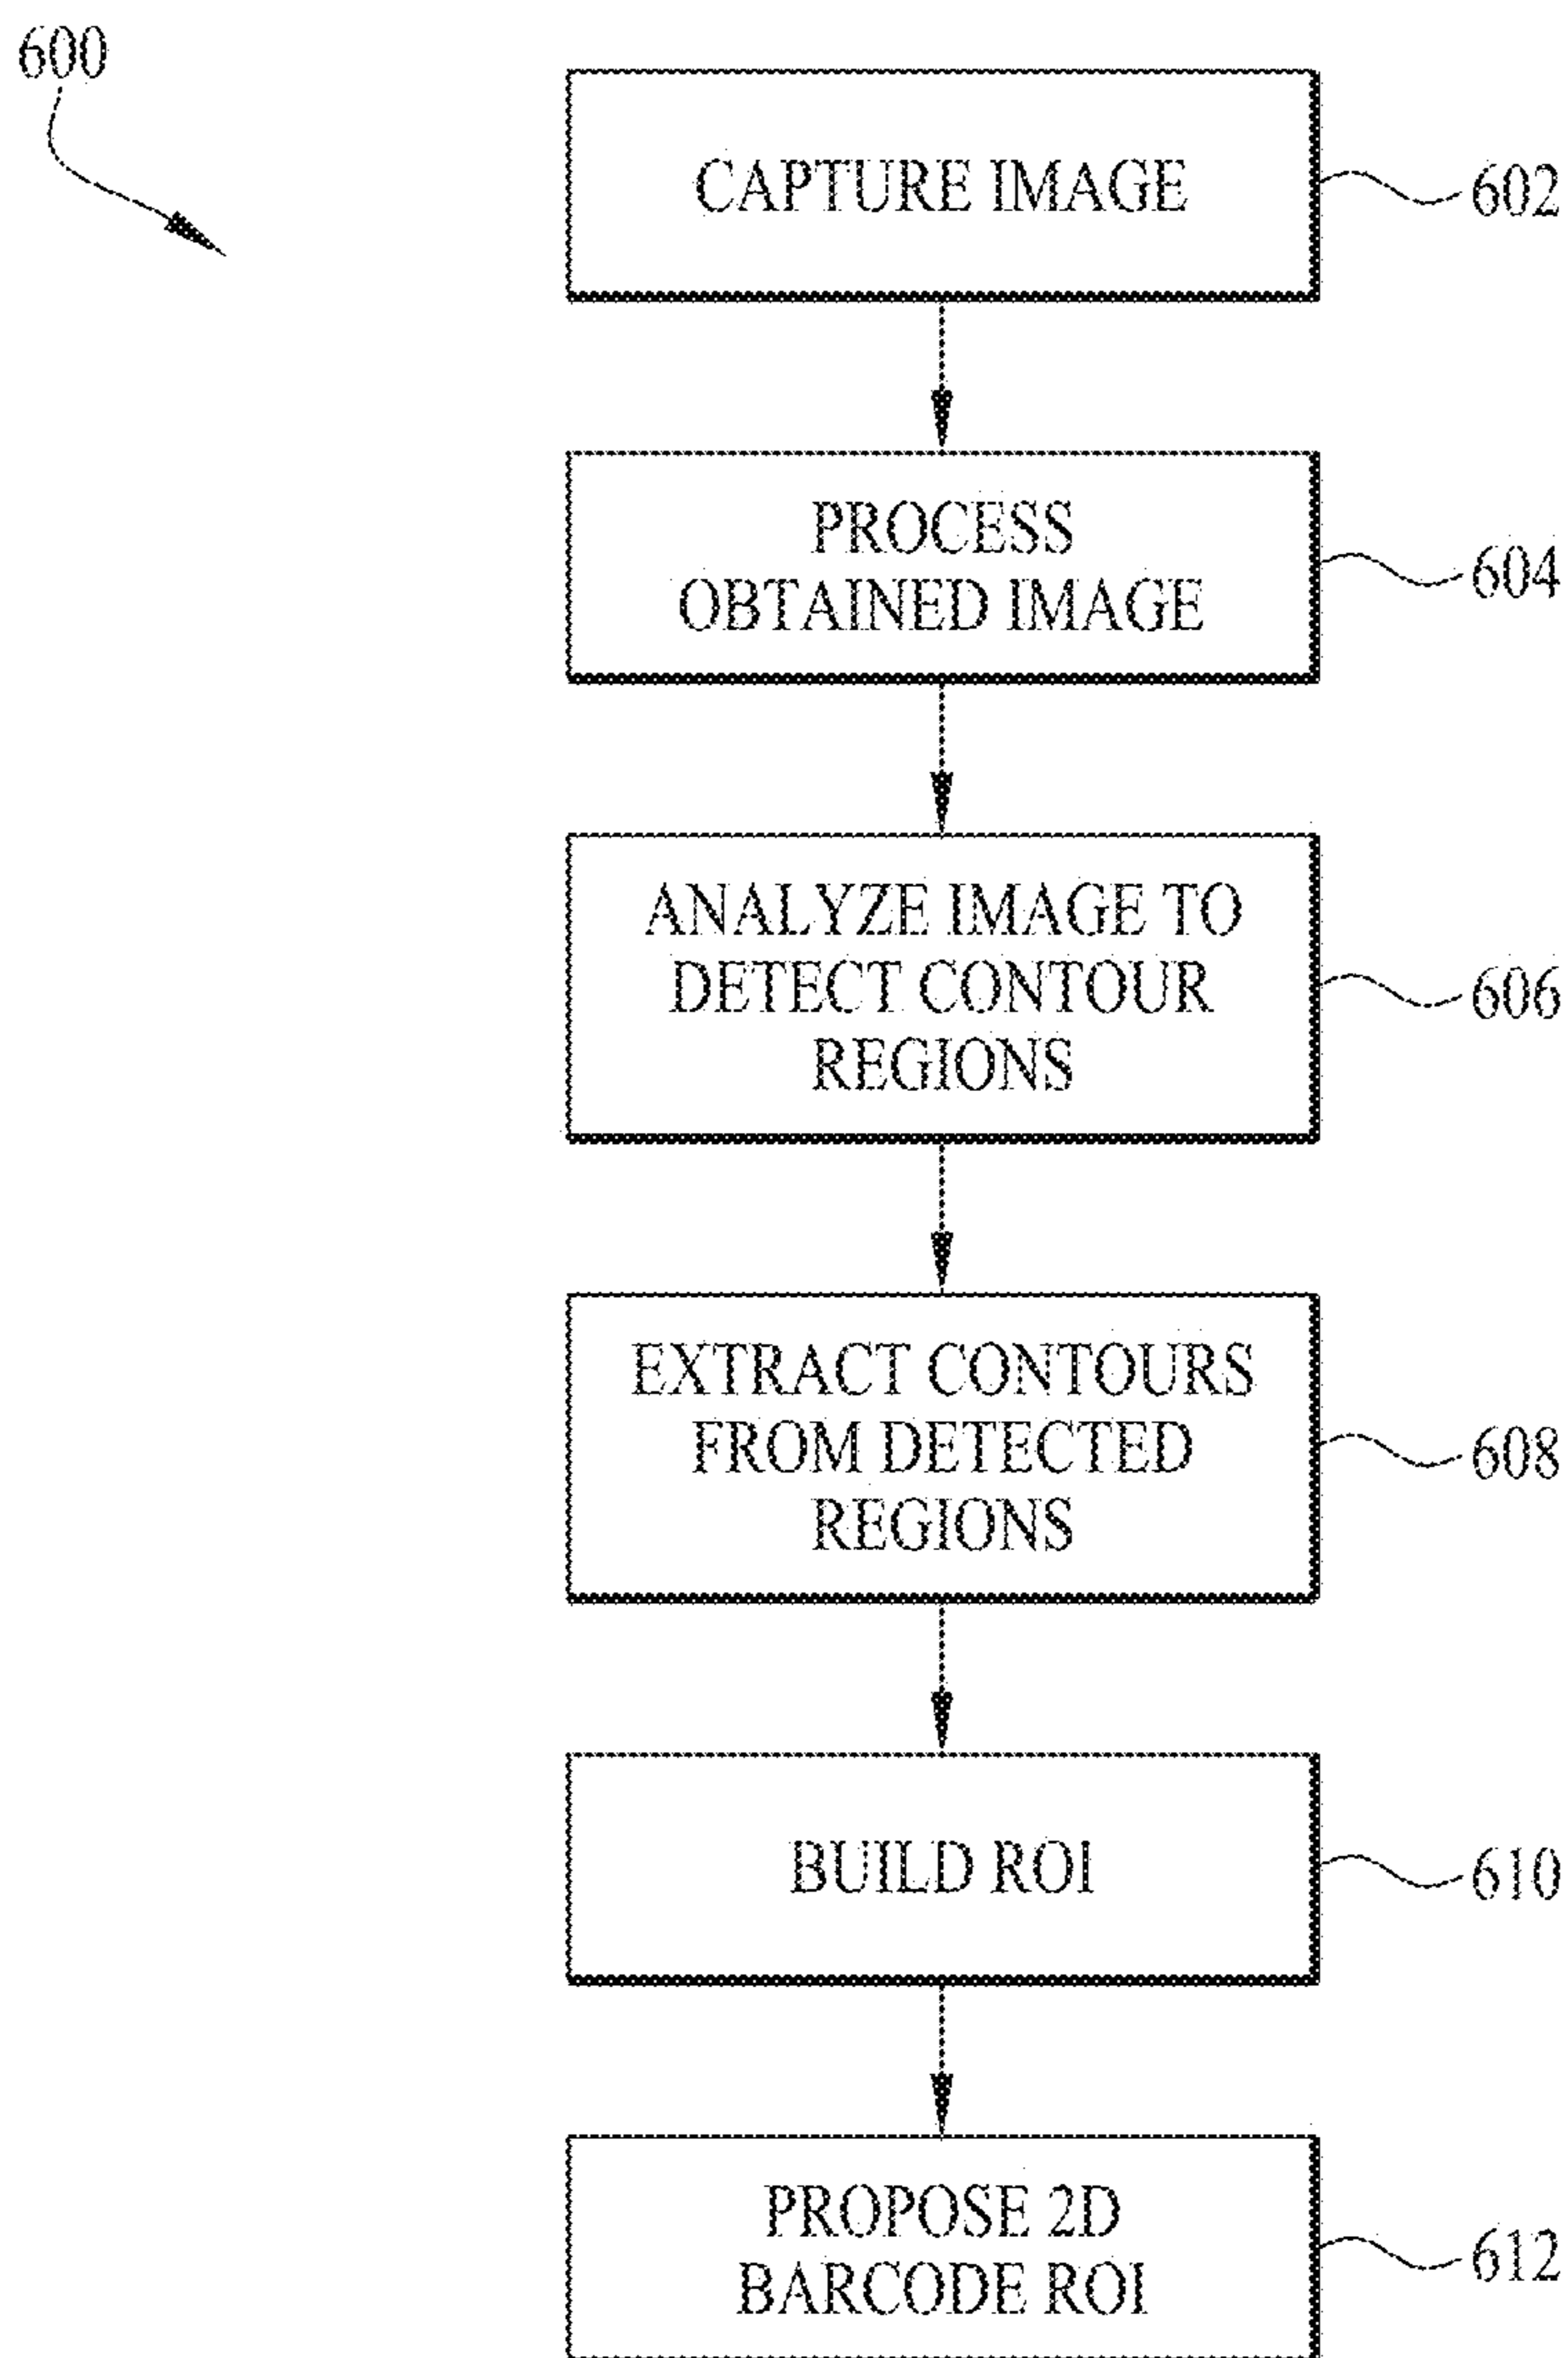 600
CAPTURE IMAGE
602
PROCESS
OBTAINED IMAGE
604
ANALYZE IMAGE TO
DETECT CONTOUR
REGIONS
606
EXTRACT CONTOURS
FROM DETECTED
REGIONS
608
BUILD ROI
610
PROPOSE 2D
BARCODE ROI
612